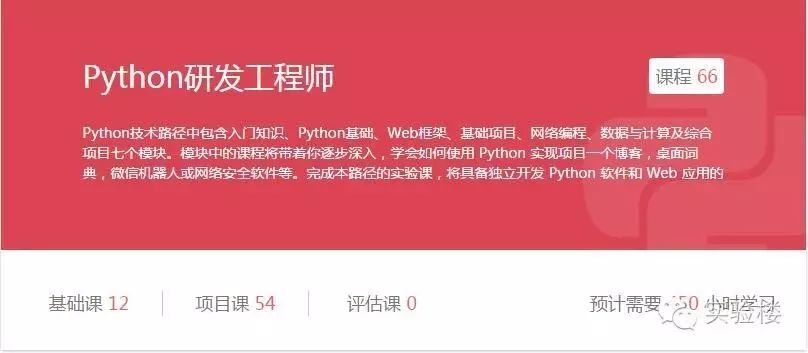 Python研发工程师
课程 66
Python技术路径中包含入门知识、Python基础、Web框架、基础项目、网络编程、数据与计算及综合
项目七个模块。模块中的课程将带着你逐步深入，学会如何使用 Python 实现项目一个博客，桌面词
典，微信机器人或网络安全软件等。完成本路径的实验课，将具备独立开发 Python 软件和 Web 应用的
基础课 12
项目课 54
评估课 0
预计需要 小时学习
实验楼